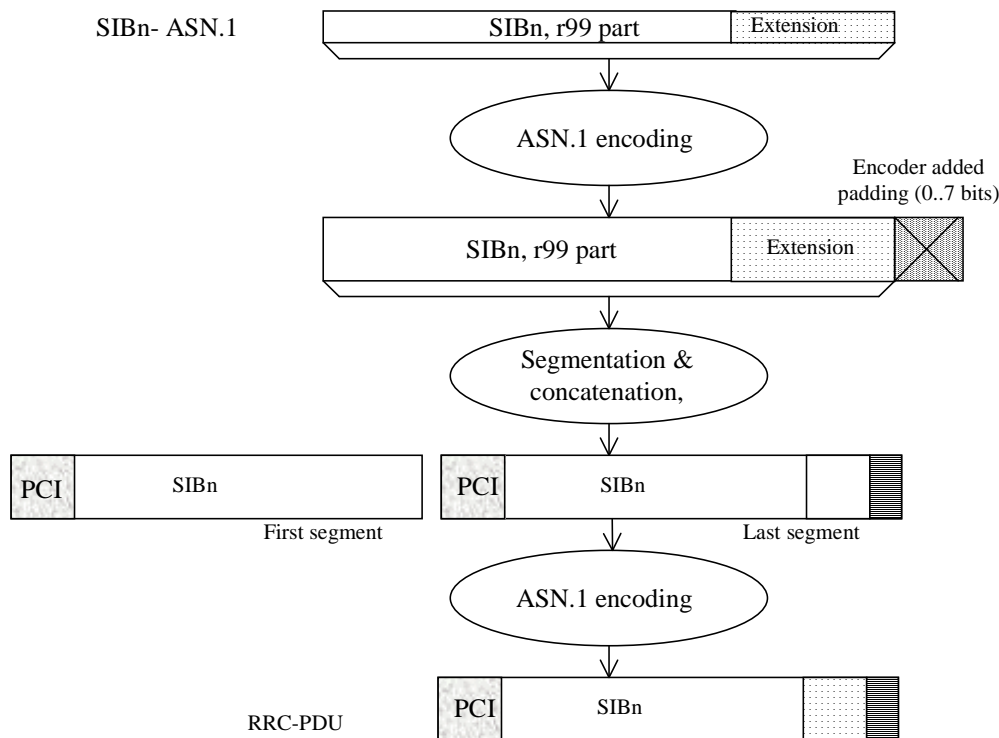 SIBn- ASN.1
SIBn, r99 part
Extension
ASN.1 encoding
Encoder added
padding (0..7 bits)
SIBn, r99 part
Extension
Segmentation &
concatenation,
PCI
SIBn
PCI
SIBn
First segment
Last segment
ASN.1 encoding
RRC-PDU
PCI
SIBn